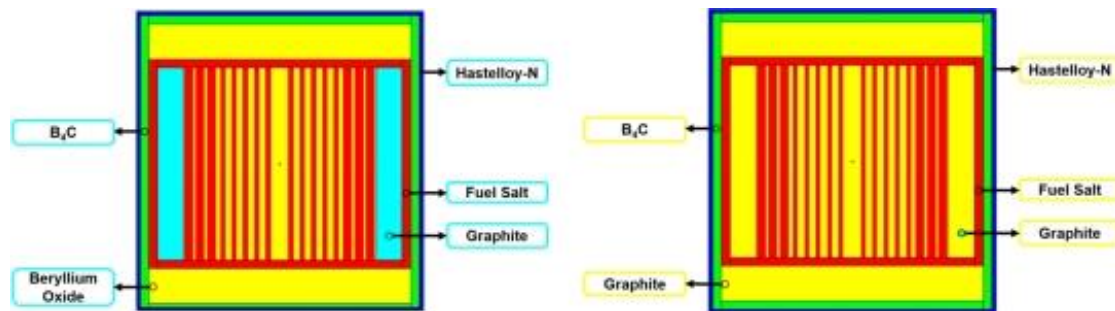 Hastelloy-N
B₄C
Fuel Salt
Graphite
Beryllium
Oxide
Hastelloy-N
B₄C
Fuel Salt
Graphite
Graphite